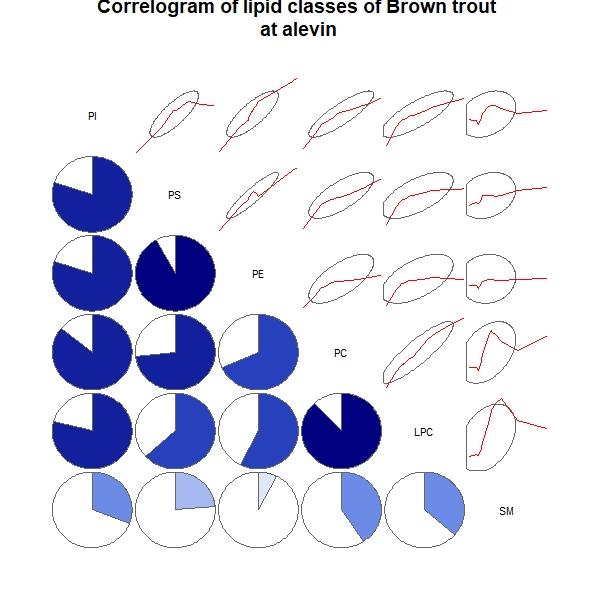 Correlogram of lipid classes of Brown trout
at alevin
PI
PS
PE
PC
LPC
SM